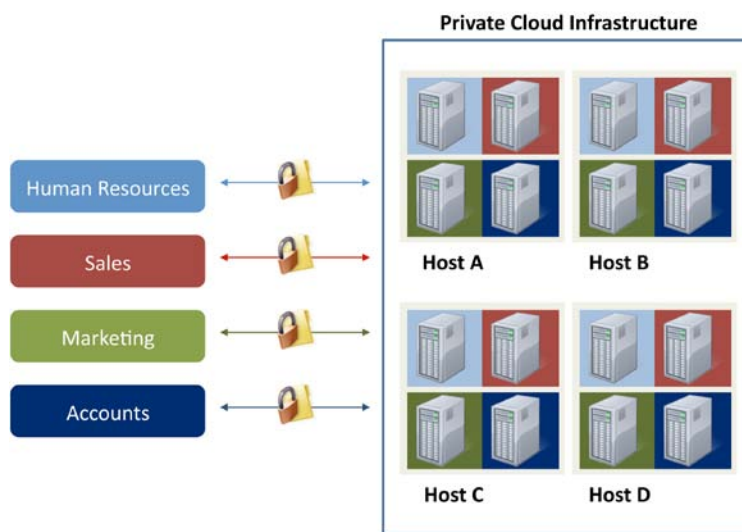 Private Cloud Infrastructure
Human Resources
Sales
Marketing
Accounts
Host A
Host B
Host C
Host D